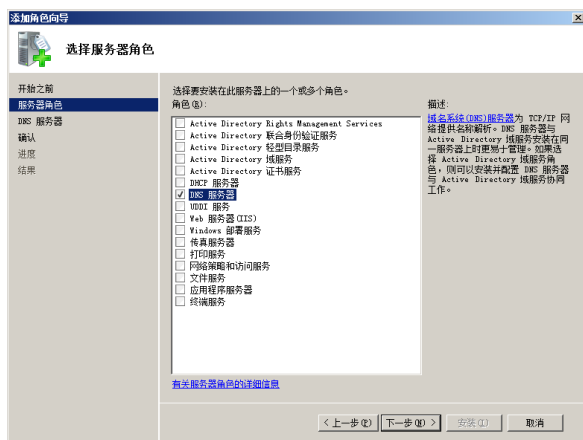 添加角色向导
选择服务器角色
开始之前
服务器角色
DNS 服务器
确认
进度
结果
选择要安装在此服务器上的一个或多个角色。
角色(R):
Active Directory Rights Management Services
Active Directory 联合身份验证服务
Active Directory 轻型目录服务
Active Directory 域服务
Active Directory 证书服务
DHCP 服务器
DNS 服务器
UDDI 服务
Web 服务器(IIS)
Windows 部署服务
传真服务器
打印服务
网络策略和访问服务
文件服务
应用程序服务器
终端服务
有关服务器角色的详细信息
描述:
域名系统(DNS)服务器为 TCP/IP 网
络提供名称解析。DNS 服务器与
Active Directory 域服务安装在同
一服务器上时更易于管理。如果选
择 Active Directory 域服务角
色，则可以安装并配置 DNS 服务器
与 Active Directory 域服务协同
工作。
< 上一步(P)
下一步(N) >
安装(I)
取消